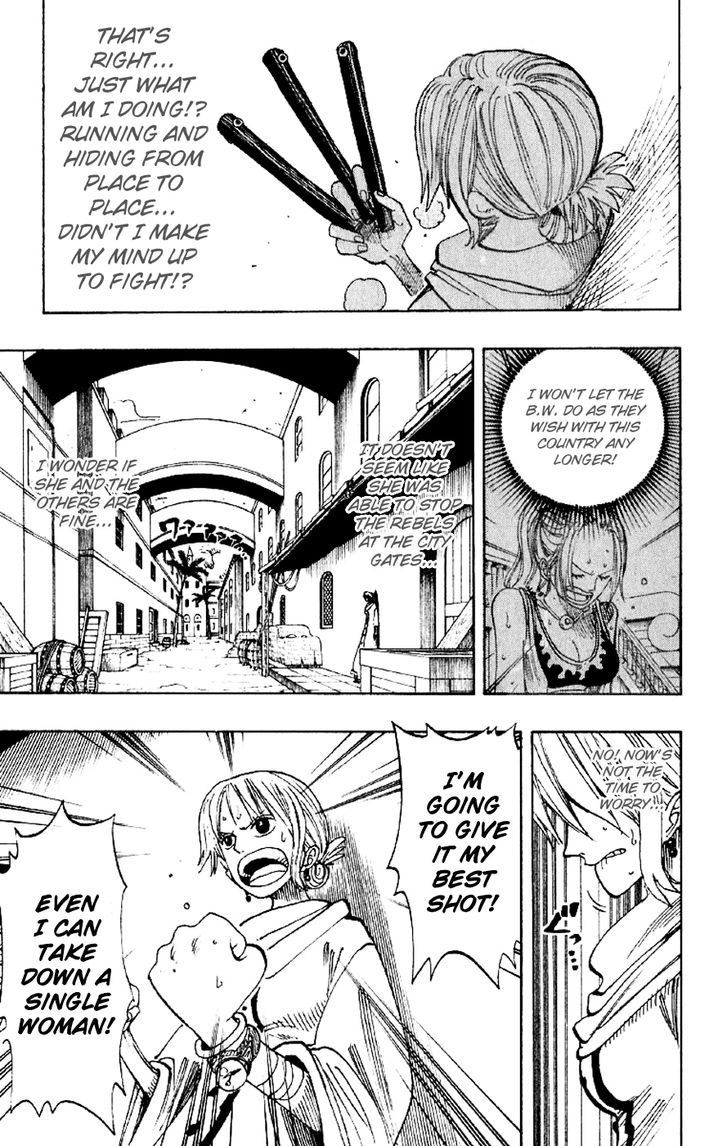 THAT'S
RIGHT...
JUST WHAT
AM I DOING!?
RUNNING AND
HIDING FROM
PLACE TO
PLACE...
DIDN'T I MAKE
MY MIND UP
TO FIGHT!?
I WON'T LET THE
B.W. DO AS THEY
WISH WITH THIS
COUNTRY ANY
LONGER!
IT DOESN'T
SEEM LIKE
SHE WAS
ABLE TO STOP
THE REBELS
AT THE CITY
GATES...
I WONDER IF
SHE AND THE
OTHERS ARE
FINE...
NO! NOW'S
NOT THE
TIME TO
WORRY...
I'M
GOING
TO GIVE
IT MY
BEST
SHOT!
EVEN
I CAN
TAKE
DOWN A
SINGLE
WOMAN!